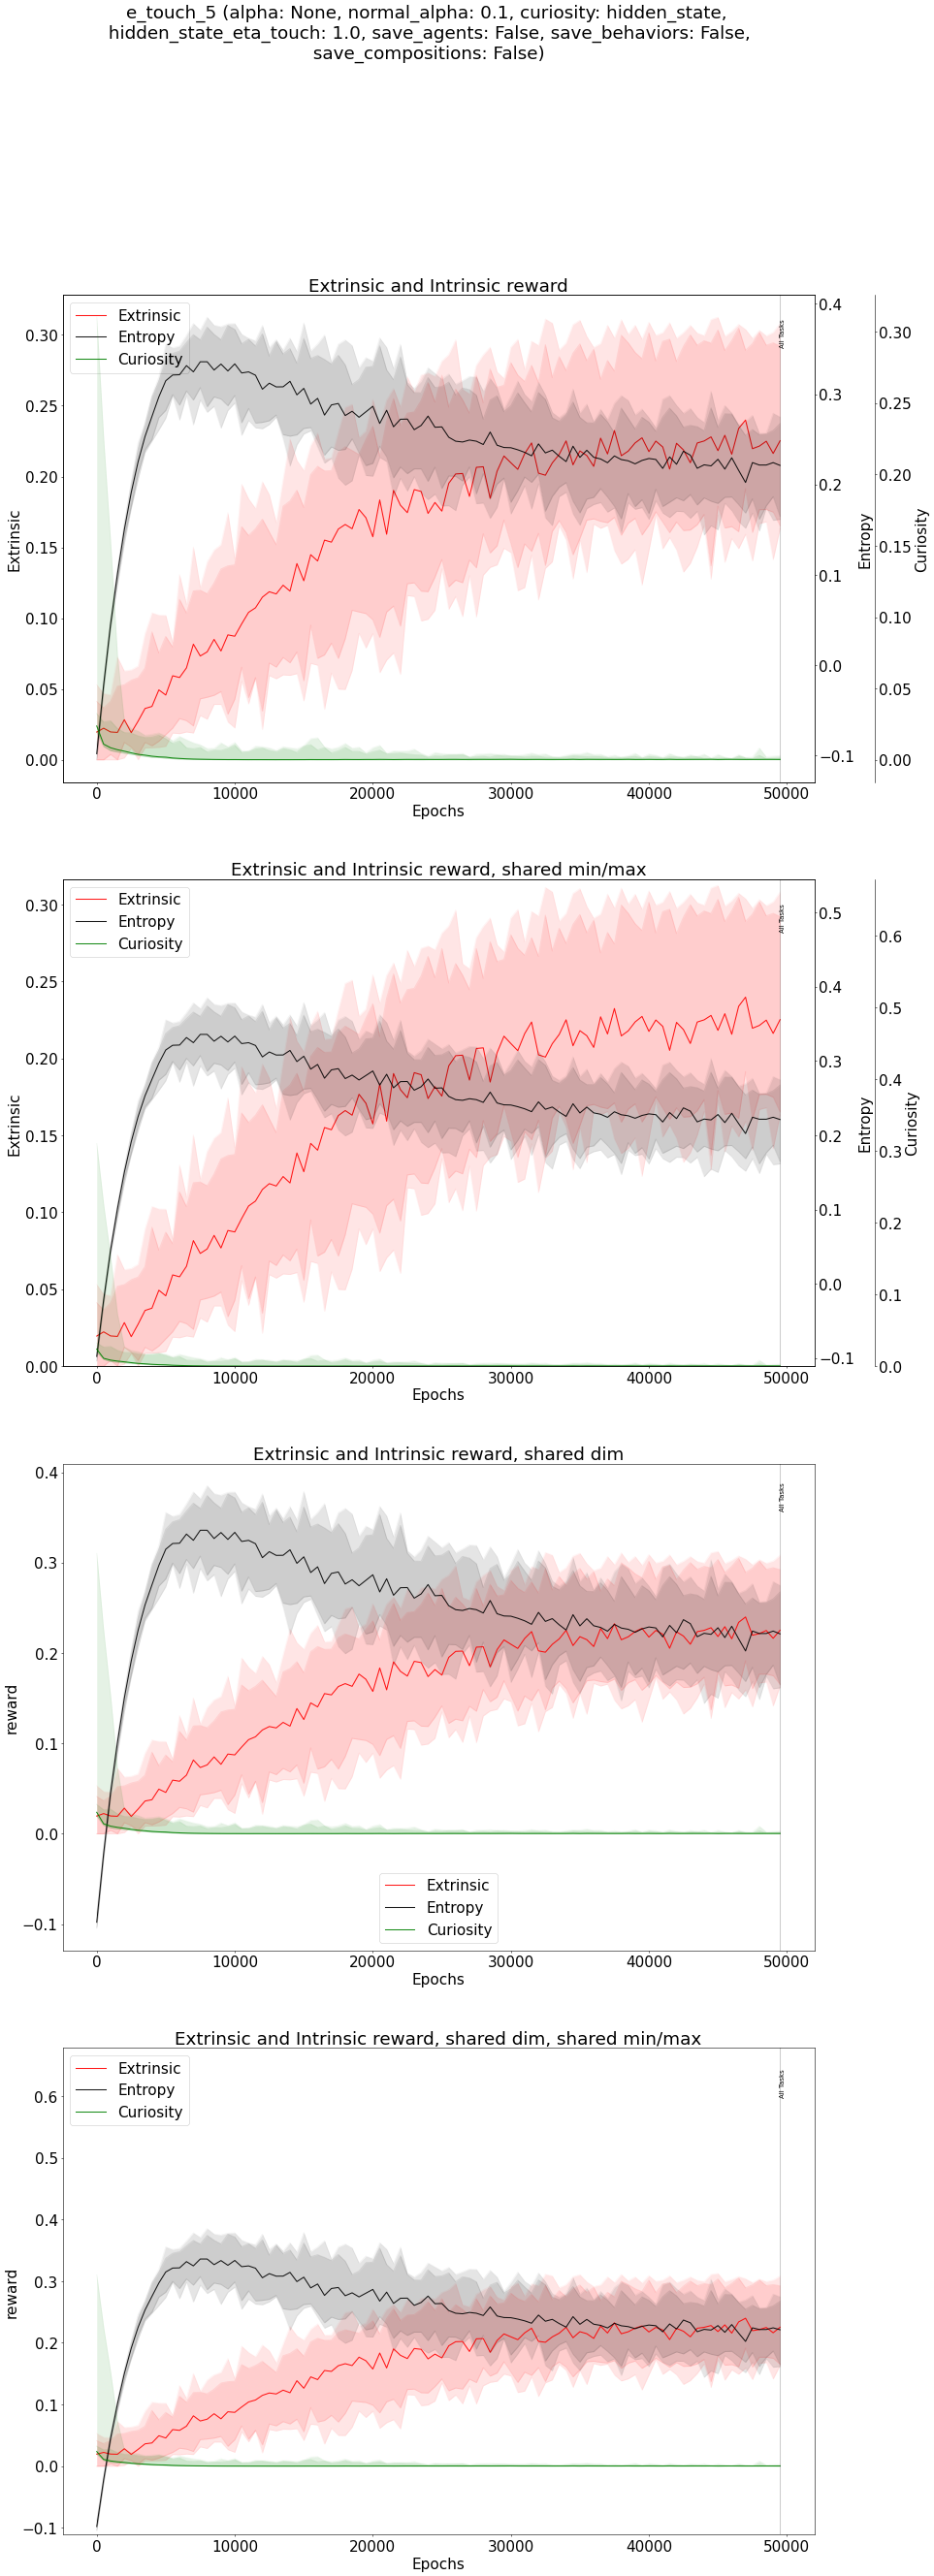 e_touch_5 (alpha: None, normal_alpha: 0.1, curiosity: hidden_state,
hidden_state_eta_touch: 1.0, save_agents: False, save_behaviors: False,
save_compositions: False)
Extrinsic and Intrinsic reward
Extrinsic
Entropy
Curiosity
All Tasks
0.30
0.25
0.20
0.15
0.10
0.05
0.00
Extrinsic
0.4
0.3
0.2
0.1
0.0
−0.1
Entropy
0.30
0.25
0.20
0.15
0.10
0.05
0.00
Curiosity
0 10000 20000 30000 40000 50000
Epochs
Extrinsic and Intrinsic reward, shared min/max
Extrinsic
Entropy
Curiosity
All Tasks
0.30
0.25
0.20
0.15
0.10
0.05
0.00
Extrinsic
0.5
0.4
0.3
0.2
0.1
0.0
−0.1
Entropy
0.6
0.5
0.4
0.3
0.2
0.1
0.0
Curiosity
0 10000 20000 30000 40000 50000
Epochs
Extrinsic and Intrinsic reward, shared dim
All Tasks
0.4
0.3
0.2
0.1
0.0
−0.1
reward
Extrinsic
Entropy
Curiosity
0 10000 20000 30000 40000 50000
Epochs
Extrinsic and Intrinsic reward, shared dim, shared min/max
Extrinsic
Entropy
Curiosity
All Tasks
0.6
0.5
0.4
0.3
0.2
0.1
0.0
−0.1
reward
0 10000 20000 30000 40000 50000
Epochs